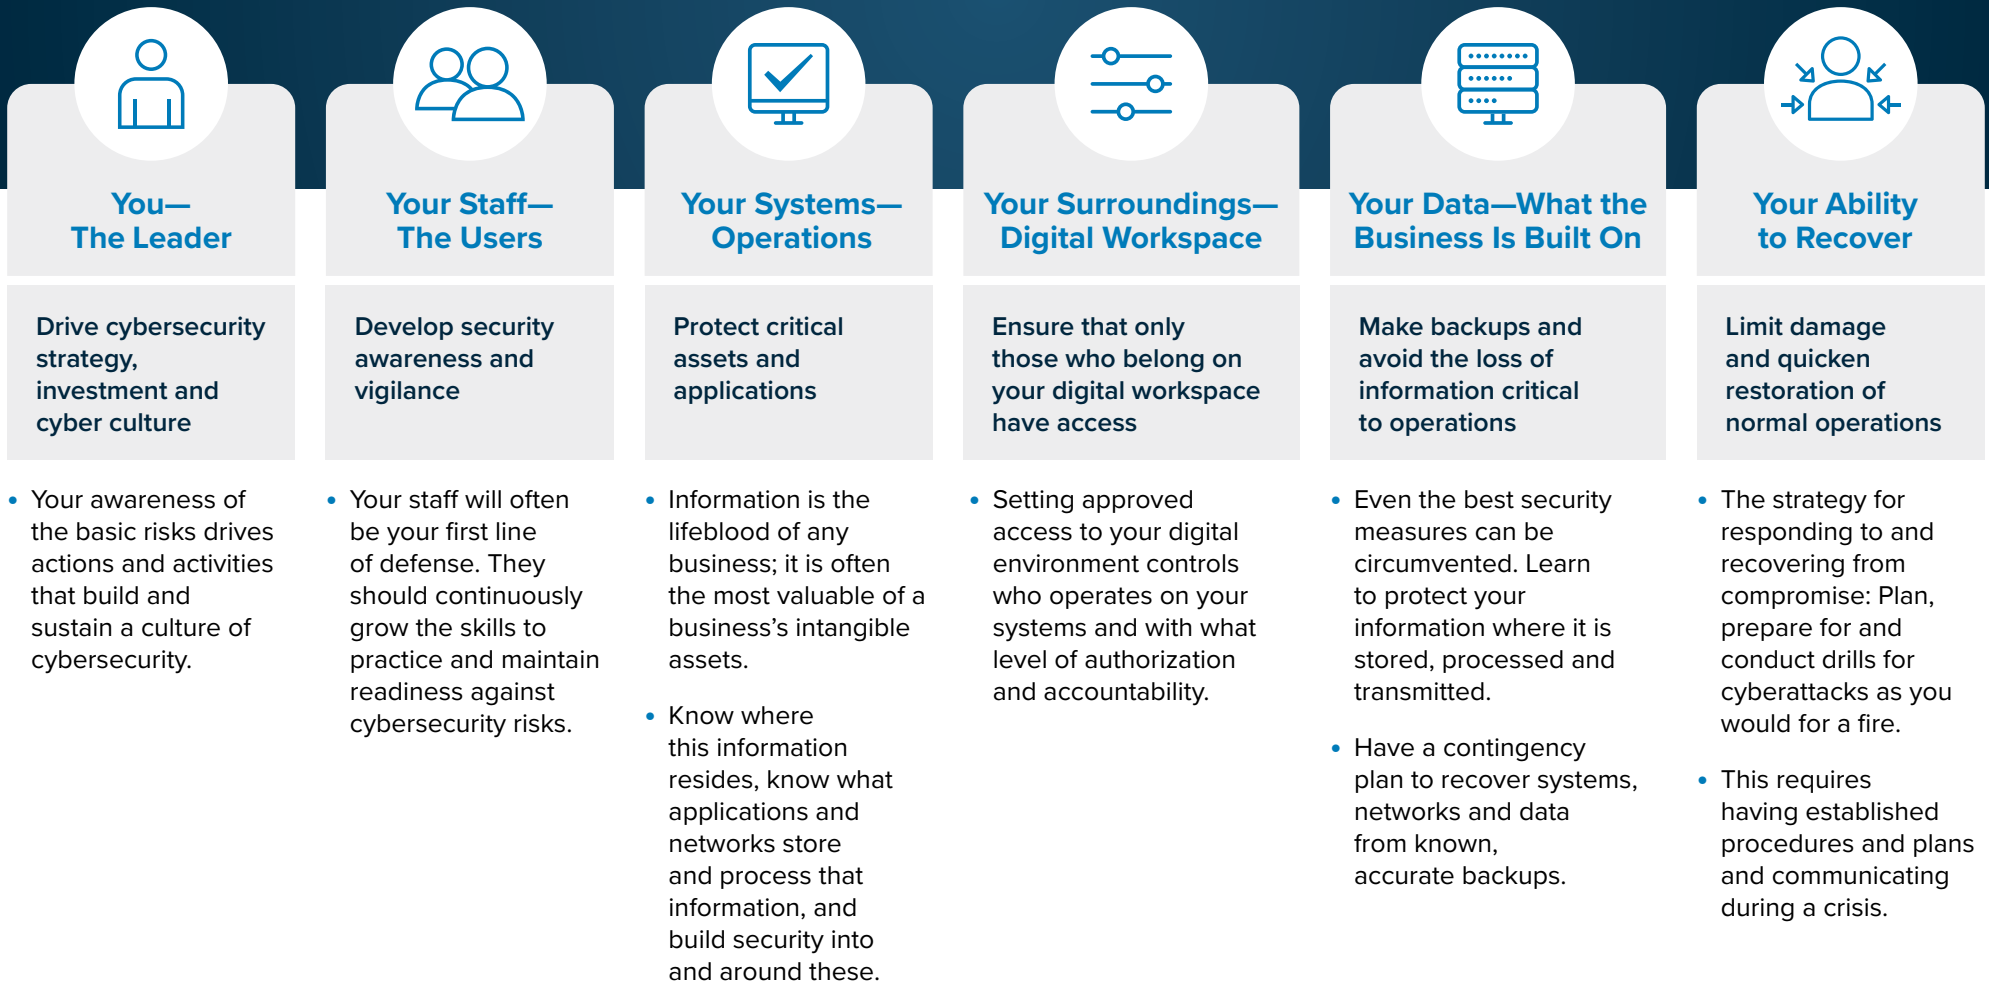 You—
The Leader
Drive cybersecurity
strategy,
investment and
cyber culture
• Your awareness of
the basic risks drives
actions and activities
that build and
sustain a culture of
cybersecurity.
Your Staff—
The Users
Develop security
awareness and
vigilance
• Your staff will often
be your first line
of defense. They
should continuously
grow the skills to
practice and maintain
readiness against
cybersecurity risks.
Your Systems—
Operations
Protect critical
assets and
applications
• Information is the
lifeblood of any
business; it is often
the most valuable of a
business’s intangible
assets.
• Know where
this information
resides, know what
applications and
networks store
and process that
information, and
build security into
and around these.
Your Surroundings—
Digital Workspace
Ensure that only
those who belong on
your digital workspace
have access
• Setting approved
access to your digital
environment controls
who operates on your
systems and with what
level of authorization
and accountability.
Your Data—What the
Business Is Built On
Make backups and
avoid the loss of
information critical
to operations
• Even the best security
measures can be
circumvented. Learn
to protect your
information where it is
stored, processed and
transmitted.
• Have a contingency
plan to recover systems,
networks and data
from known,
accurate backups.
Your Ability
to Recover
Limit damage
and quicken
restoration of
normal operations
• The strategy for
responding to and
recovering from
compromise: Plan,
prepare for and
conduct drills for
cyberattacks as you
would for a fire.
• This requires
having established
procedures and plans
and communicating
during a crisis.